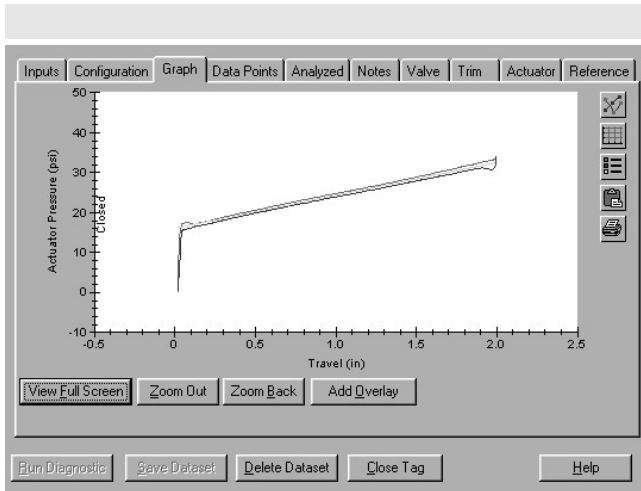 Inputs Configuration Graph Data Points Analyzed Notes Valve Trim Actuator Reference
50
40
30
20
10
0
-10
Actuator Pressure (psi)
Closed
-0.5 0 0.5 1.0 1.5 2.0 2.5
Travel (in)
View Full Screen Zoom Out Zoom Back Add Overlay
Run Diagnostic Save Dataset Delete Dataset Close Tag Help